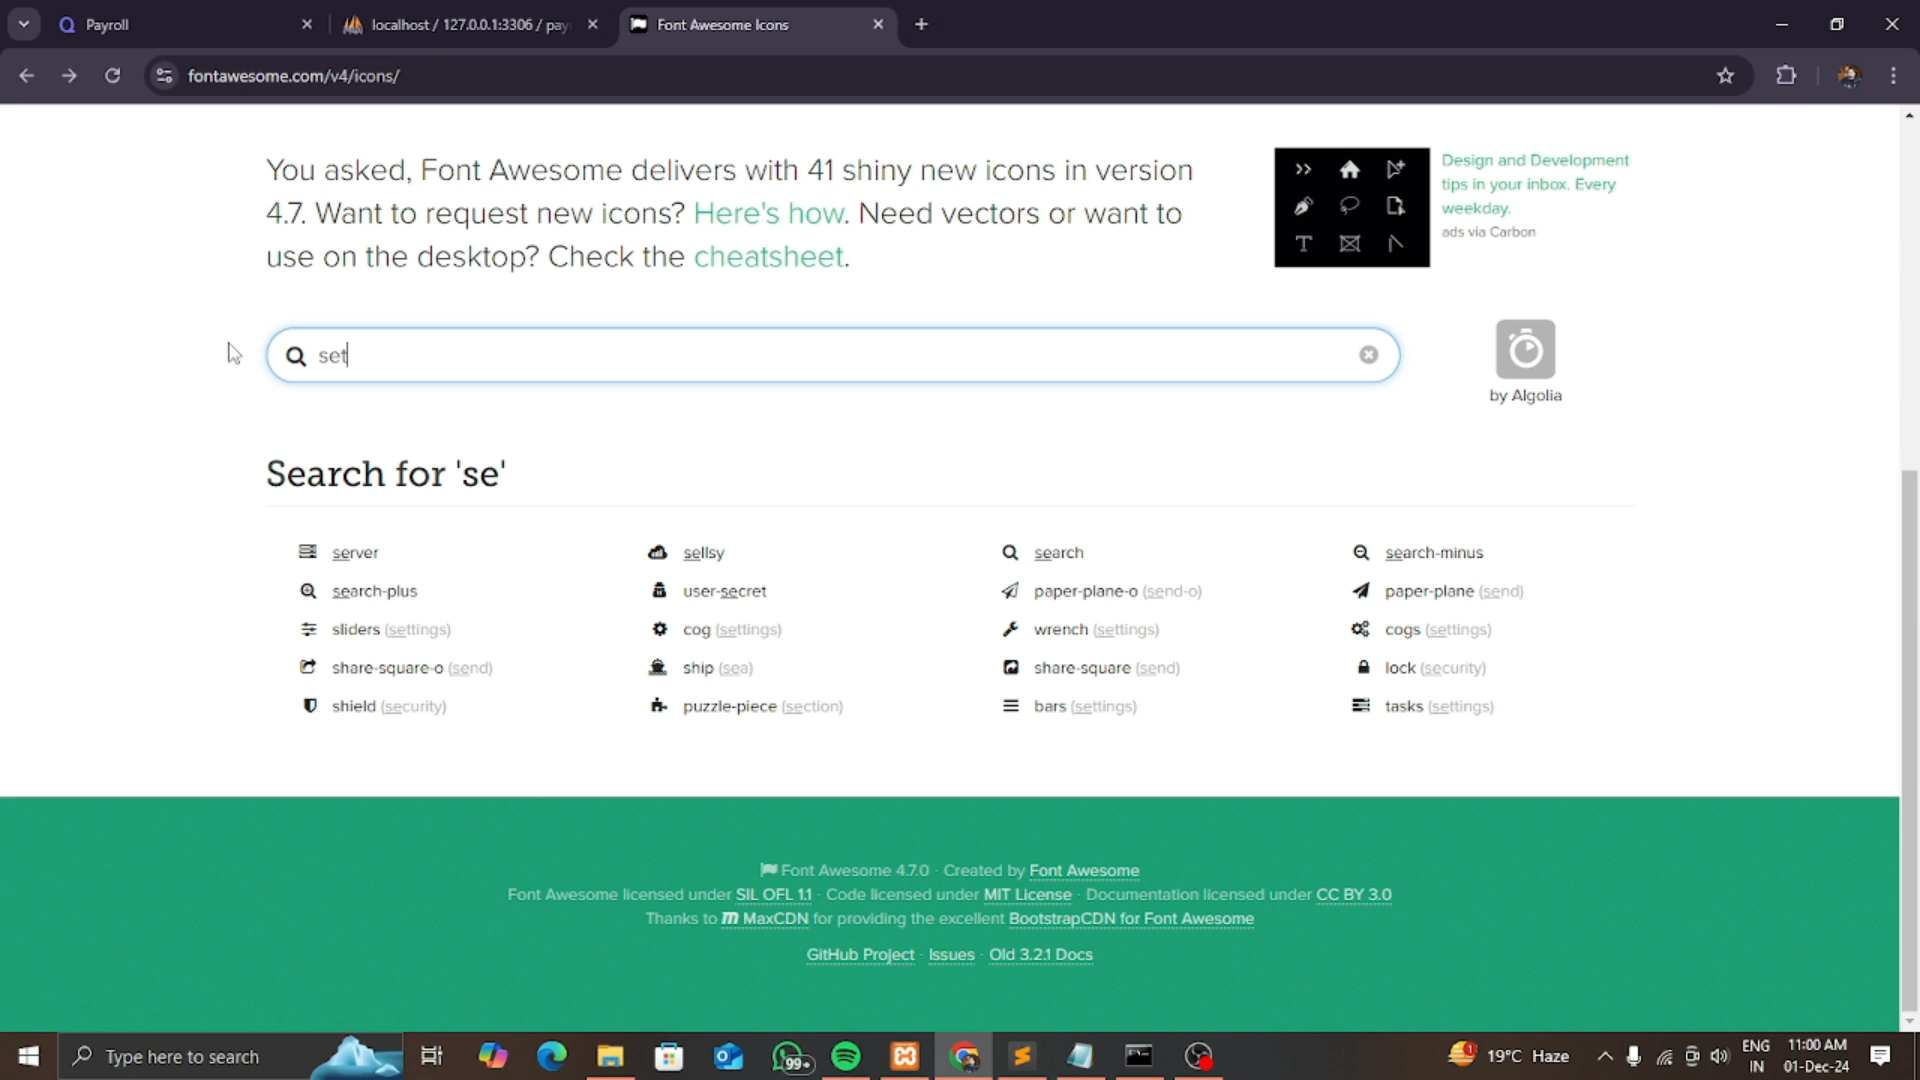 Payroll
localhost / 127.0.0.1:3306 / pay
Font Awesome Icons
fontawesome.com/v4/icons/
You asked, Font Awesome delivers with 41 shiny new icons in version
4.7. Want to request new icons? Here's how. Need vectors or want to
use on the desktop? Check the cheatsheet.
Design and Development
tips in your inbox. Every
weekday.
ads via Carbon
set
by Algolia
Search for 'se'
server
sellsy
search
search-minus
search-plus
user-secret
paper-plane-o (send-o)
paper-plane (send)
sliders (settings)
cog (settings)
wrench (settings)
cogs (settings)
share-square-o (send)
ship (sea)
share-square (send)
lock (security)
shield (security)
puzzle-piece (section)
bars (settings)
tasks (settings)
Font Awesome 4.7.0 · Created by Font Awesome
Font Awesome licensed under SIL OFL 1.1 · Code licensed under MIT License · Documentation licensed under CC BY 3.0
Thanks to MaxCDN for providing the excellent BootstrapCDN for Font Awesome
GitHub Project · Issues · Old 3.2.1 Docs
Type here to search
99+
19°C Haze
ENG
IN
11:00 AM
01-Dec-24